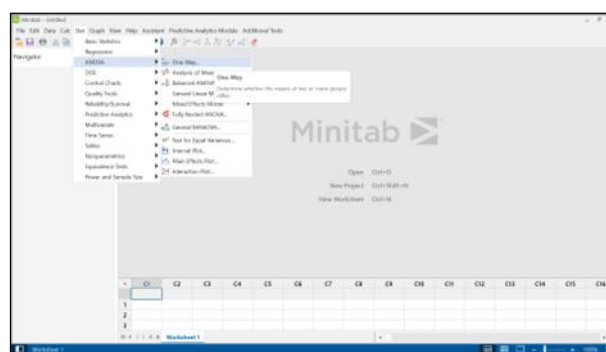 Minitab - Untitled
File Edit Data Calc Stat Graph View Help Assistant Predictive Analytics Module Additional Tools
Navigator
Basic Statistics
Regression
ANOVA
DOE
Control Charts
Quality Tools
Reliability/Survival
Predictive Analytics
Multivariate
Time Series
Tables
Nonparametrics
Equivalence Tests
Power and Sample Size
One-Way...
Analysis of Mean
Balanced ANOVA
General Linear M
Mixed Effects Mo
Fully Nested ANOVA...
General MANOVA...
Test for Equal Variances...
Interval Plot...
Main Effects Plot...
Interaction Plot...
One-Way
Determine whether the means of two or more groups differ.
Minitab
Open Ctrl+O
New Project Ctrl+Shift+N
New Worksheet Ctrl+N
C1 C2 C3 C4 C5 C6 C7 C8 C9 C10 C11 C12 C13 C14 C15 C16
1
2
3
Worksheet 1
Worksheet 1
100%